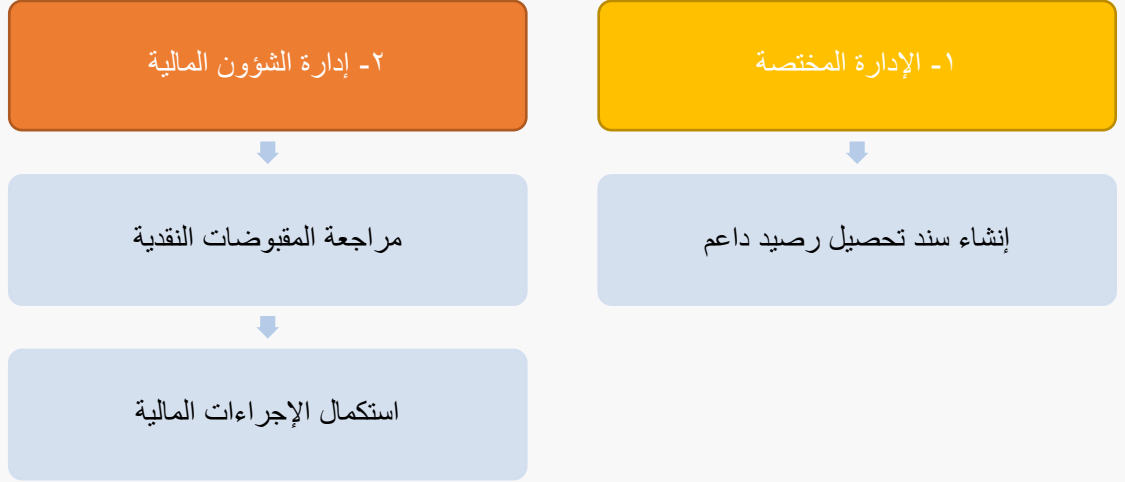 ١- الإدارة المختصة
إنشاء سند تحصيل رصيد داعم
٢- إدارة الشؤون المالية
مراجعة المقبوضات النقدية
استكمال الإجراءات المالية